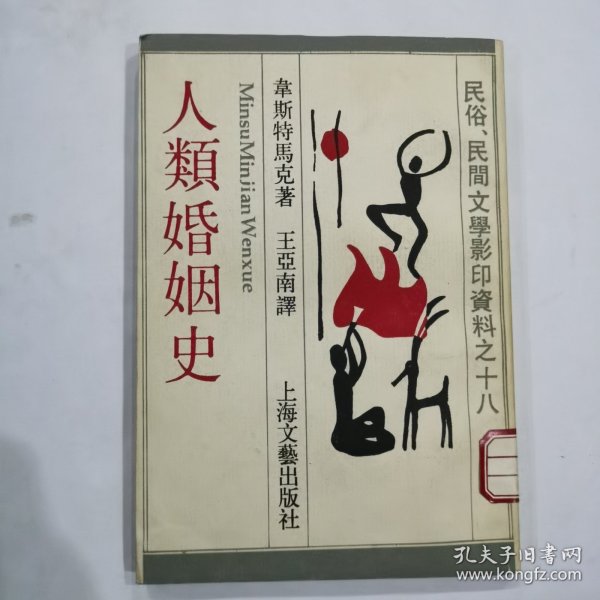 民俗、民間文學影印資料之十八
韋斯特馬克著 王亞南譯
上海文藝出版社
MinsuMinJianWenxue
人類婚姻史
孔夫子旧书网
www.kongfz.com